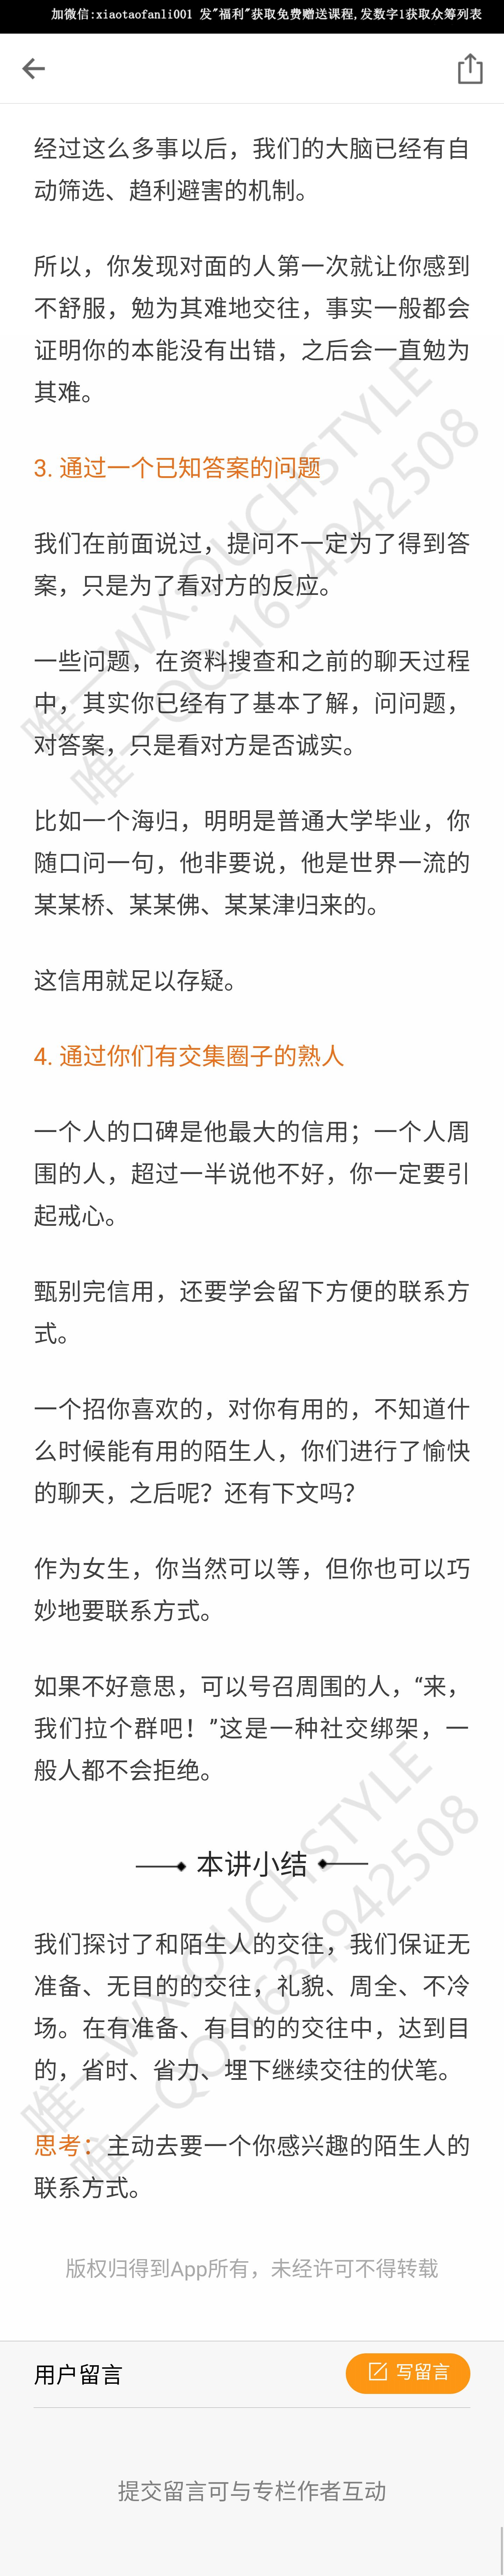 加微信:xiaotaofanli001 发"福利"获取免费赠送课程,发数字1获取众筹列表
经过这么多事以后，我们的大脑已经有自
动筛选、趋利避害的机制。
所以，你发现对面的人第一次就让你感到
不舒服，勉为其难地交往，事实一般都会
证明你的本能没有出错，之后会一直勉为
其难。
3. 通过一个已知答案的问题
我们在前面说过，提问不一定为了得到答
案，只是为了看对方的反应。
一些问题，在资料搜查和之前的聊天过程
中，其实你已经有了基本了解，问问题，
对答案，只是看对方是否诚实。
唯一WX:OUCHSTYLE
唯一QQ:1634942508
比如一个海归，明明是普通大学毕业，你
随口问一句，他非要说，他是世界一流的
某某桥、某某佛、某某津归来的。
这信用就足以存疑。
4. 通过你们有交集圈子的熟人
一个人的口碑是他最大的信用；一个人周
围的人，超过一半说他不好，你一定要引
起戒心。
甄别完信用，还要学会留下方便的联系方
式。
一个招你喜欢的，对你有用的，不知道什
么时候能有用的陌生人，你们进行了愉快
的聊天，之后呢？还有下文吗？
作为女生，你当然可以等，但你也可以巧
妙地要联系方式。
如果不好意思，可以号召周围的人，“来，
我们拉个群吧！”这是一种社交绑架，一
般人都不会拒绝。
本讲小结
我们探讨了和陌生人的交往，我们保证无
准备、无目的的交往，礼貌、周全、不冷
场。在有准备、有目的的交往中，达到目
的，省时、省力、埋下继续交往的伏笔。
唯一WX:OUCHSTYLE
唯一QQ:1634942508
思考：主动去要一个你感兴趣的陌生人的
联系方式。
版权归得到App所有，未经许可不得转载
用户留言
写留言
提交留言可与专栏作者互动